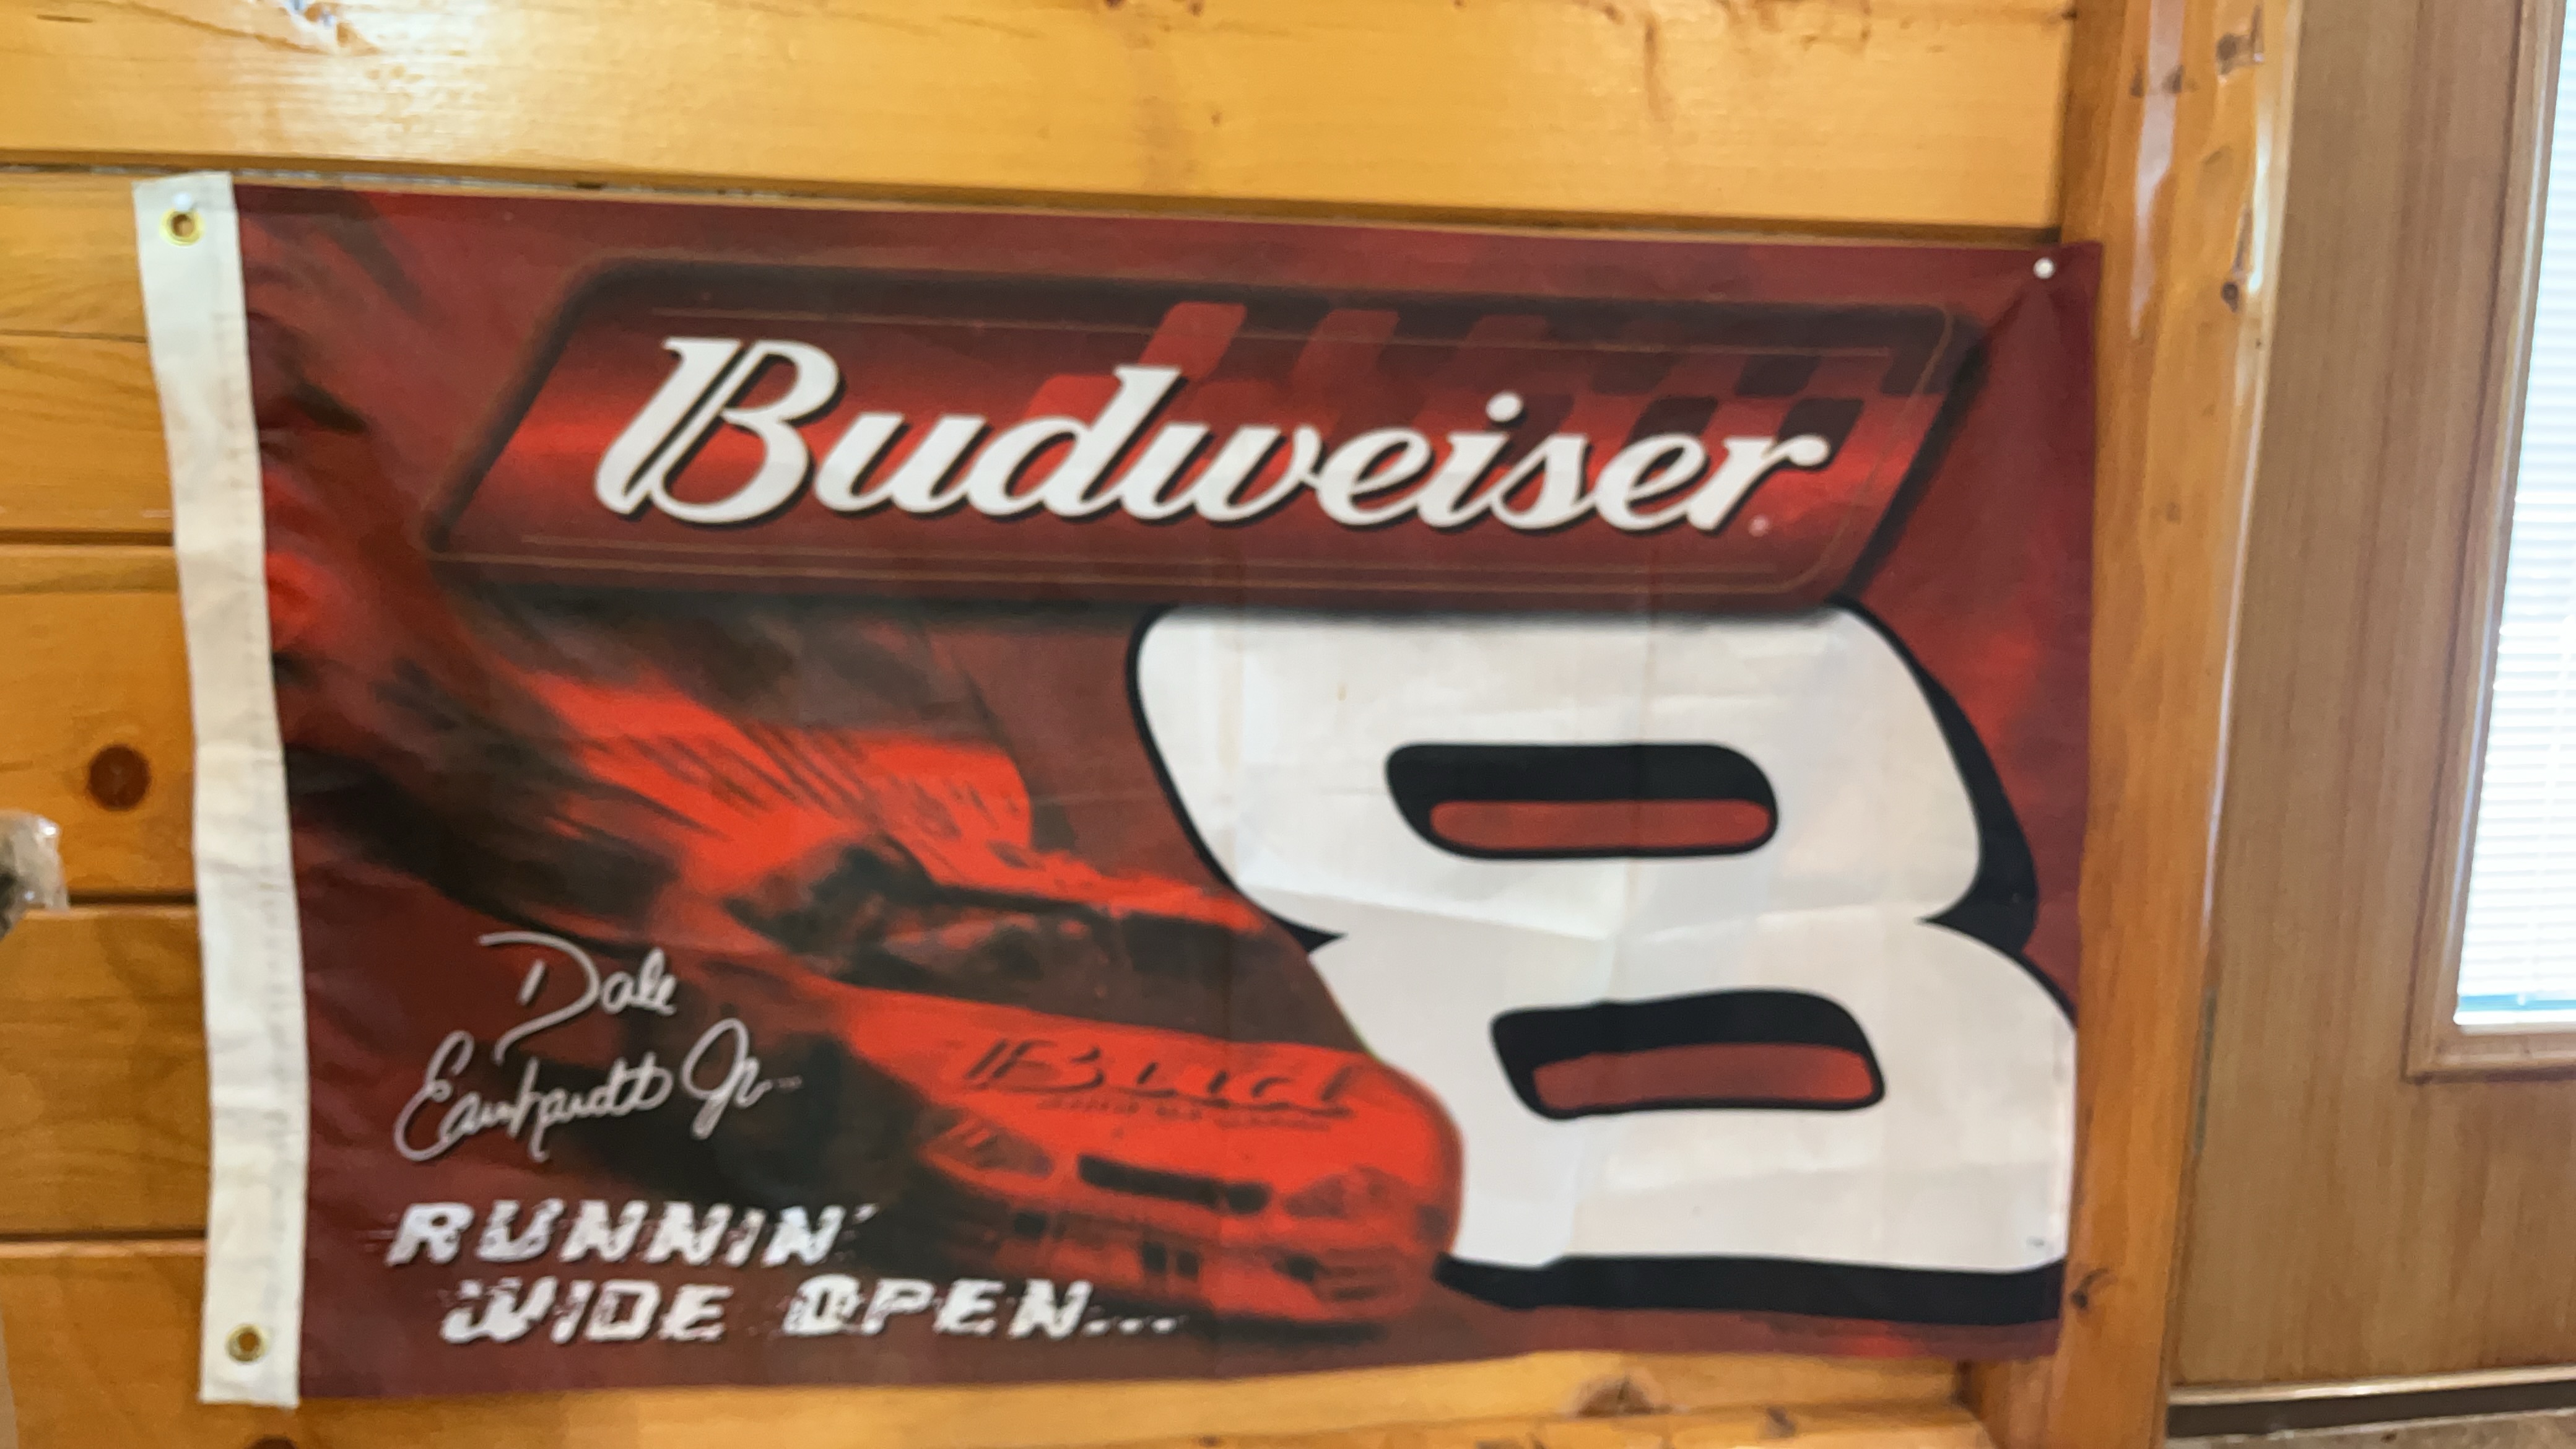 Budweiser
8
Dale
Earnhardt Jr.
Bud
RUNNIN'
WIDE OPEN...